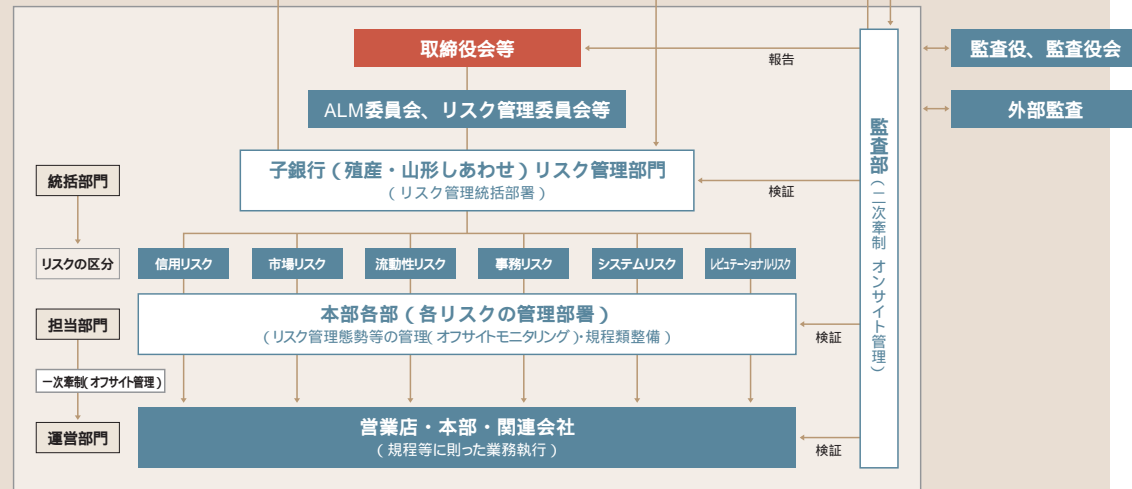 取締役会等
報告
監査役、監査役会
ALM委員会、リスク管理委員会等
外部監査
監査部(二次牽制 オンサイト管理)
統括部門
子銀行(殖産・山形しあわせ)リスク管理部門
(リスク管理統括部署)
検証
リスクの区分
信用リスク
市場リスク
流動性リスク
事務リスク
システムリスク
レピュテーショナルリスク
担当部門
本部各部(各リスクの管理部署)
(リスク管理態勢等の管理(オフサイトモニタリング)・規程類整備)
検証
一次牽制(オフサイト管理)
運営部門
営業店・本部・関連会社
(規程等に則った業務執行)
検証